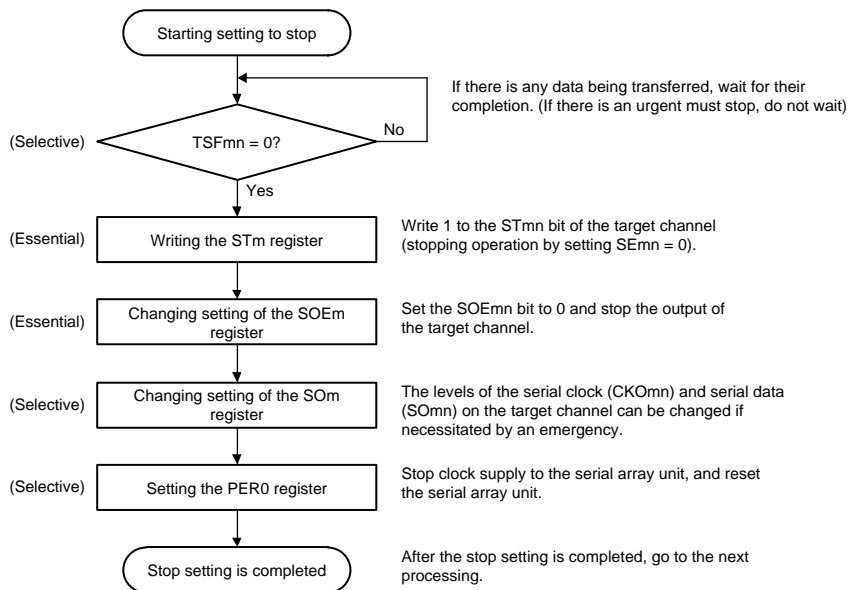 Starting setting to stop
If there is any data being transferred, wait for their
completion. (If there is an urgent must stop, do not wait)
(Selective)
TSFmn = 0?
No
Yes
(Essential)
Writing the STm register
Write 1 to the STmn bit of the target channel
(stopping operation by setting SEmn = 0).
(Essential)
Changing setting of the SOEm
register
Set the SOEmn bit to 0 and stop the output of
the target channel.
(Selective)
Changing setting of the SOm
register
The levels of the serial clock (CKOmn) and serial data
(SOmn) on the target channel can be changed if
necessitated by an emergency.
(Selective)
Setting the PER0 register
Stop clock supply to the serial array unit, and reset
the serial array unit.
Stop setting is completed
After the stop setting is completed, go to the next
processing.